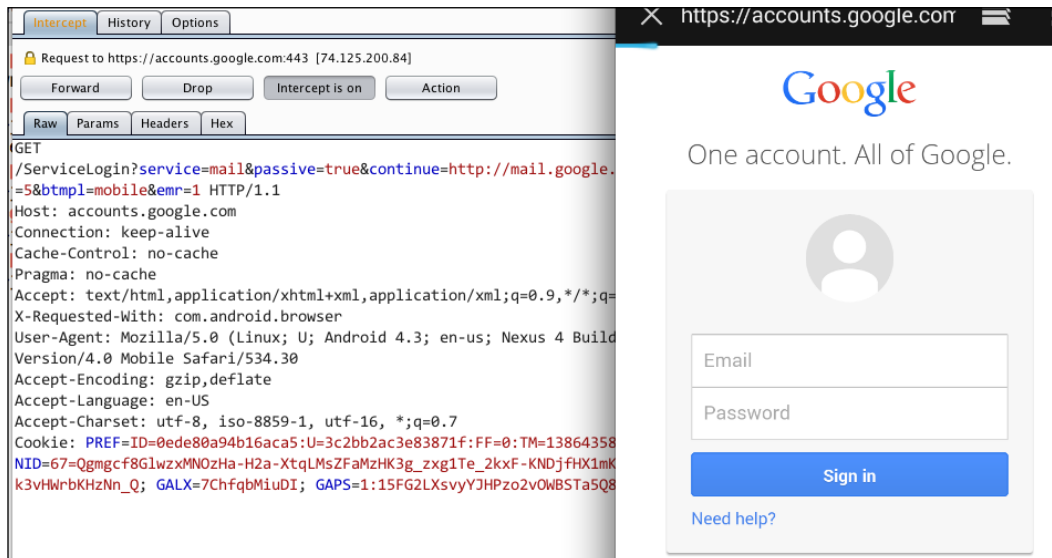 Intercept History Options
Request to https://accounts.google.com:443 [74.125.200.84]
Forward Drop Intercept is on Action
Raw Params Headers Hex
GET
/ServiceLogin?service=mail&passive=true&continue=http://mail.google.
=5&btmpl=mobile&emr=1 HTTP/1.1
Host: accounts.google.com
Connection: keep-alive
Cache-Control: no-cache
Pragma: no-cache
Accept: text/html,application/xhtml+xml,application/xml;q=0.9,*/*;q=
X-Requested-With: com.android.browser
User-Agent: Mozilla/5.0 (Linux; U; Android 4.3; en-us; Nexus 4 Build
Version/4.0 Mobile Safari/534.30
Accept-Encoding: gzip,deflate
Accept-Language: en-US
Accept-Charset: utf-8, iso-8859-1, utf-16, *;q=0.7
Cookie: PREF=ID=0ede80a94b16aca5:U=3c2bb2ac3e83871f:FF=0:TM=13864358
NID=67=Qgmgcf8GlwzxMNOzHa-H2a-XtqLMsZFaMzHK3g_zxg1Te_2kxF-KNDjfHX1mK
k3vHWrbKHzNn_Q; GALX=7ChfqbMiuDI; GAPS=1:15FG2LXsvyYJHPzo2vOWBSTa5Q8
https://accounts.google.com
Google
One account. All of Google.
Email
Password
Sign in
Need help?